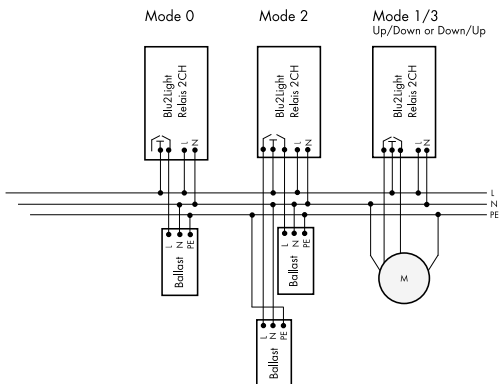 Mode 0
Mode 2
Mode 1/3
Up/Down or Down/Up
Blu2Light
Relais 2CH
L
N
Blu2Light
Relais 2CH
L
N
Blu2Light
Relais 2CH
L
N
L
N
PE
L
N
PE
Ballast
L
N
PE
Ballast
M
L
N
PE
Ballast